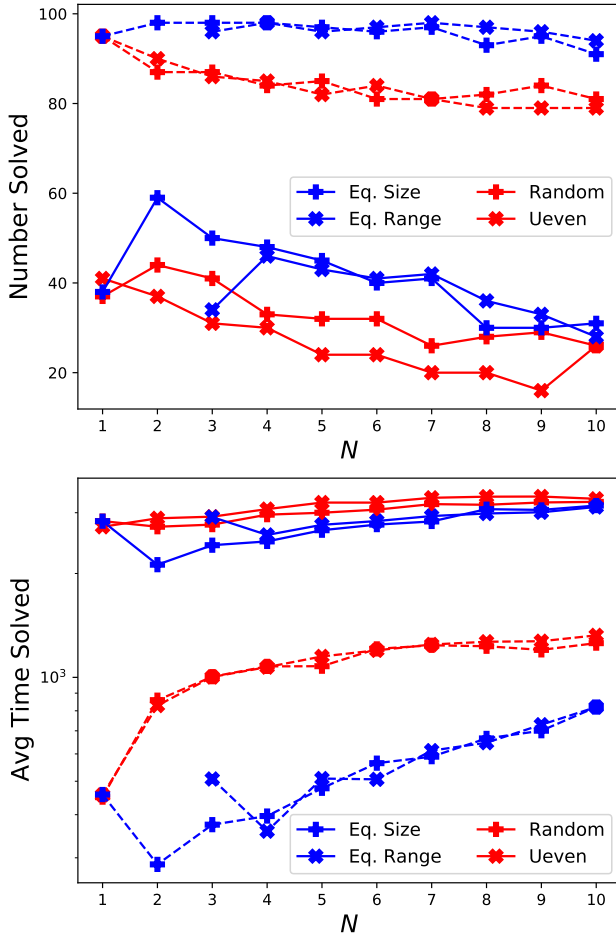 100
80
60
40
20
Number Solved
Eq. Size
Random
Eq. Range
Ueven
1 2 3 4 5 6 7 8 9 10
N
10³
Avg Time Solved
Eq. Size
Random
Eq. Range
Ueven
1 2 3 4 5 6 7 8 9 10
N